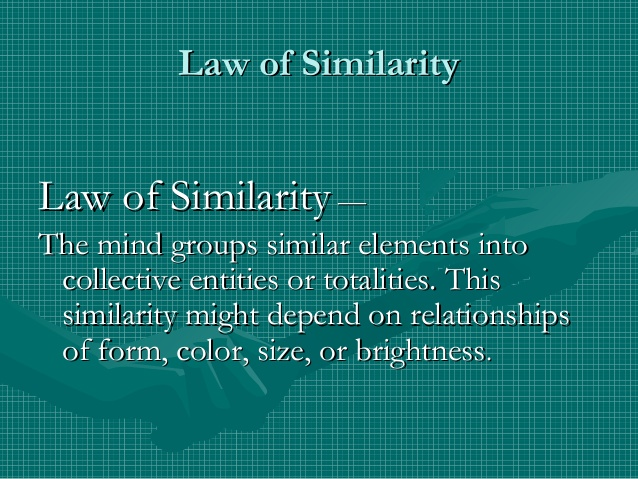 Law of Similarity
Law of Similarity —
The mind groups similar elements into
collective entities or totalities. This
similarity might depend on relationships
of form, color, size, or brightness.